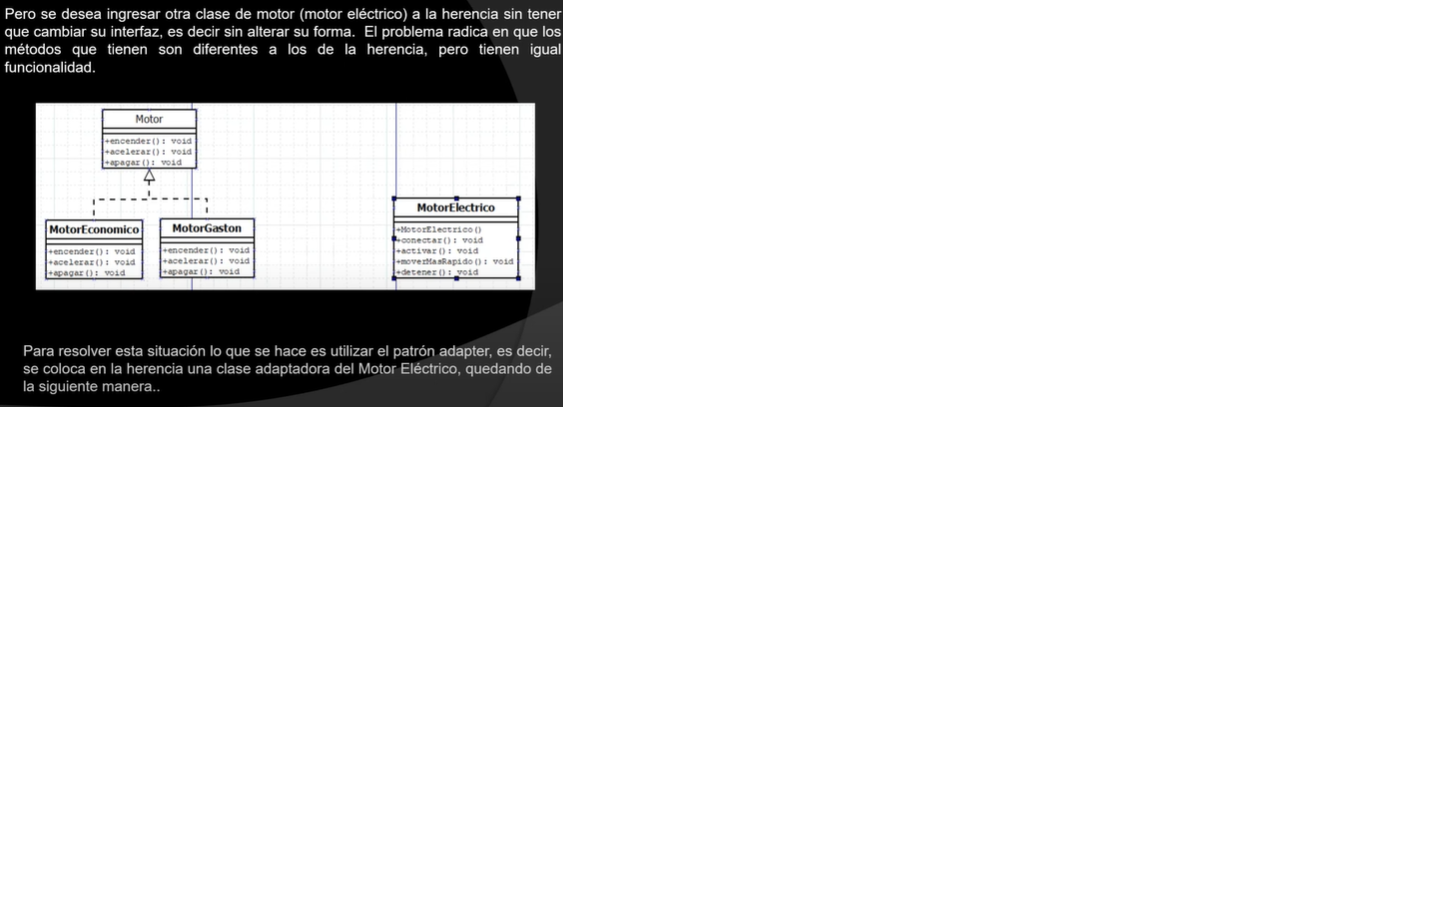 Pero se desea ingresar otra clase de motor (motor eléctrico) a la herencia sin tener
que cambiar su interfaz, es decir sin alterar su forma. El problema radica en que los
métodos que tienen son diferentes a los de la herencia, pero tienen igual
funcionalidad.
Motor
+encender(): void
+acelerar(): void
+apagar(): void
MotorEconomico
+encender(): void
+acelerar(): void
+apagar(): void
MotorGaston
+encender(): void
+acelerar(): void
+apagar(): void
MotorElectrico
+MotorElectrico()
+conectar(): void
+activar(): void
+moverMasRapido(): void
+detener(): void
Para resolver esta situación lo que se hace es utilizar el patrón adapter, es decir,
se coloca en la herencia una clase adaptadora del Motor Eléctrico, quedando de
la siguiente manera..